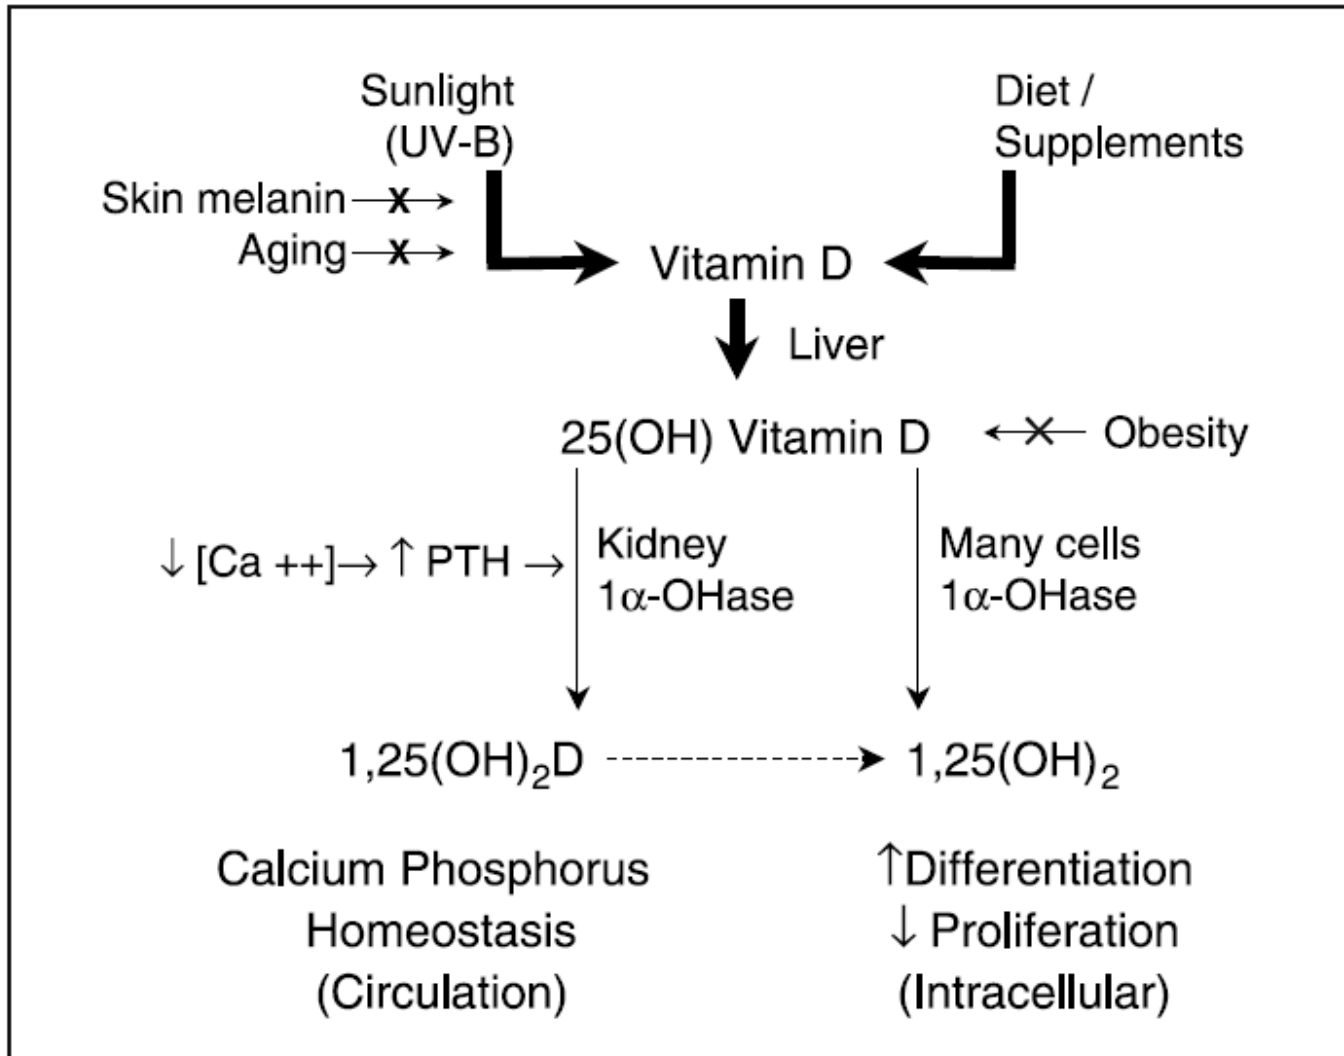 Sunlight
(UV-B)
Diet /
Supplements
Skin melanin
Aging
Vitamin D
Liver
25(OH) Vitamin D
Obesity
↓ [Ca ++]→ ↑ PTH →
Kidney
1α-OHase
Many cells
1α-OHase
1,25(OH)₂D
1,25(OH)₂
Calcium Phosphorus
Homeostasis
(Circulation)
↑Differentiation
↓ Proliferation
(Intracellular)